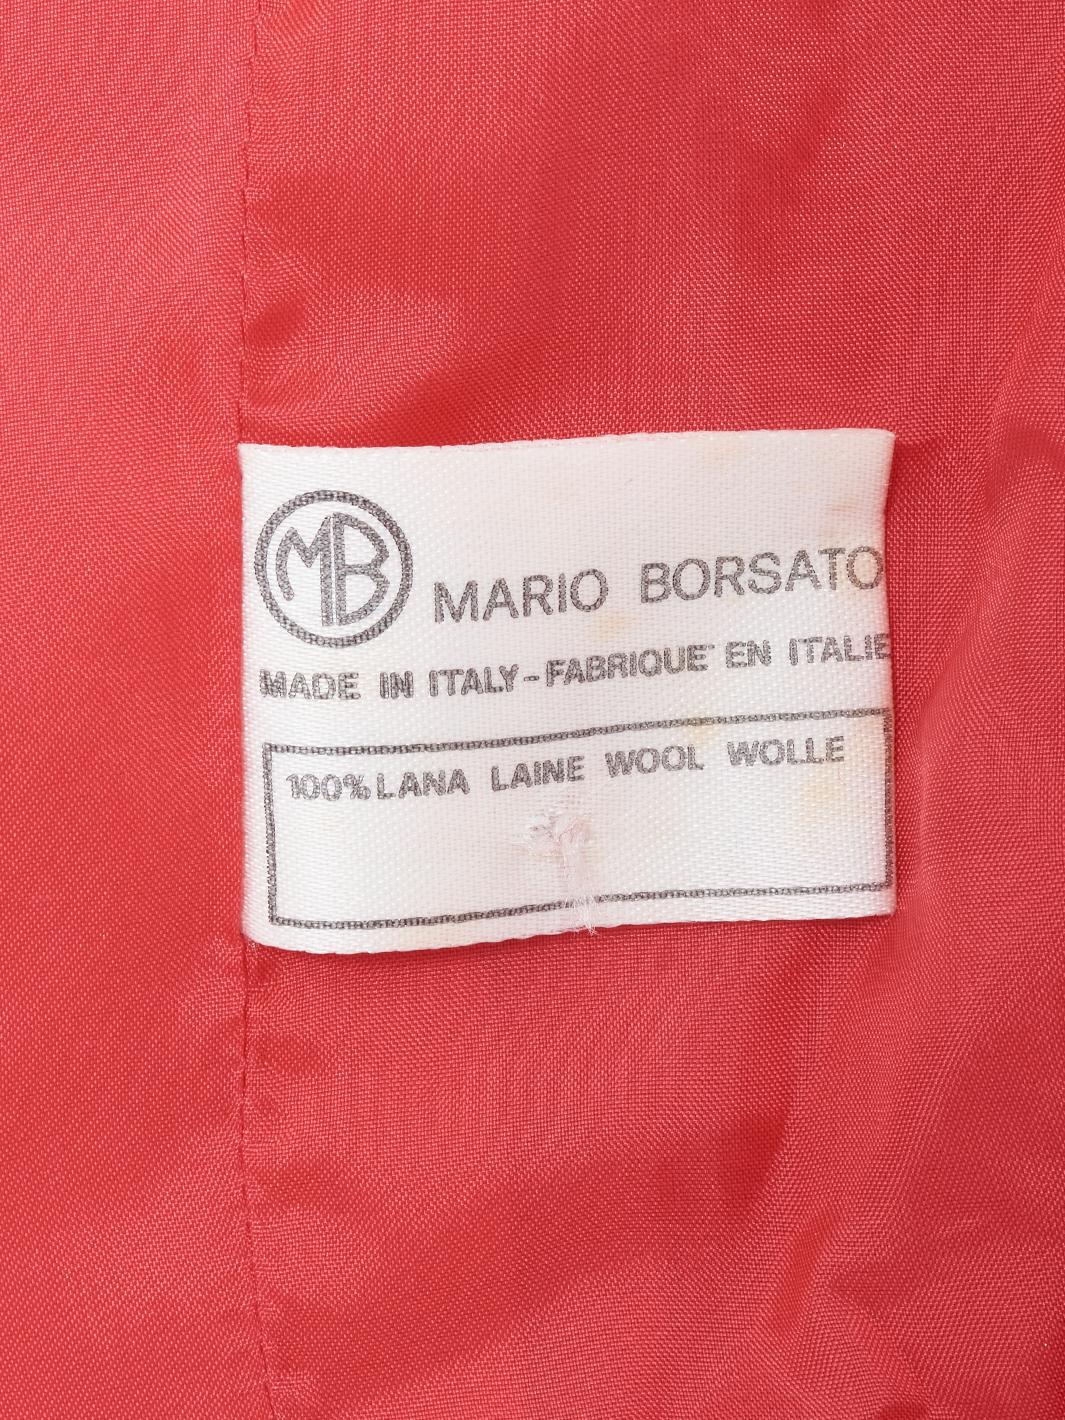 MB
MARIO BORSATO
MADE IN ITALY-FABRIQUE EN ITALIE
100% LANA LAINE WOOL WOLLE